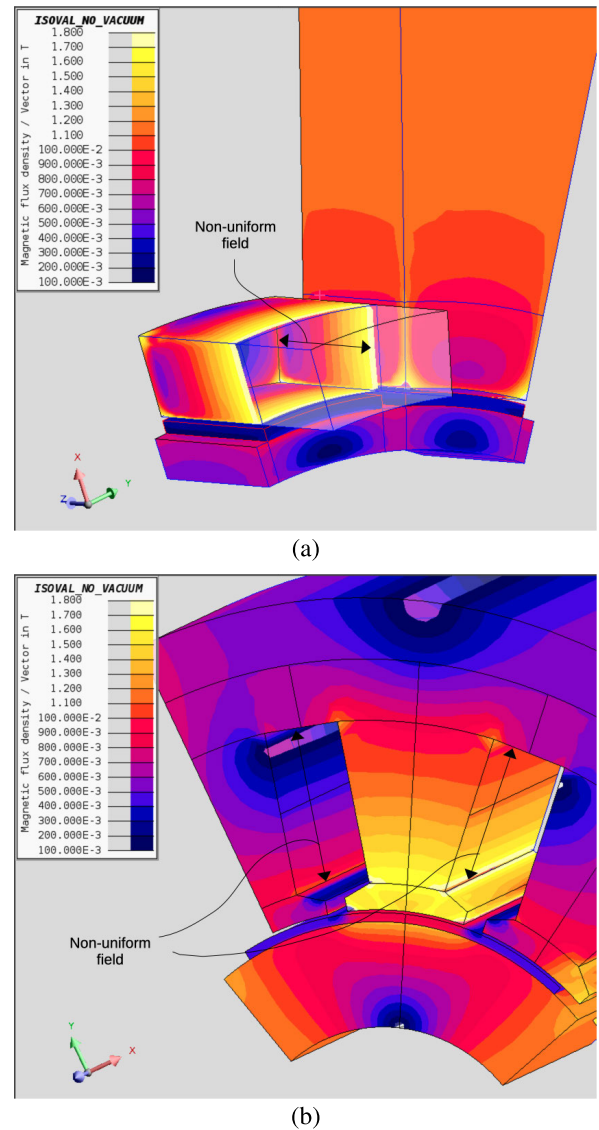 ISOVAL_NO_VACUUM
Magnetic flux density / Vector in T
1.800
1.700
1.600
1.500
1.400
1.300
1.200
1.100
100.000E-2
900.000E-3
800.000E-3
700.000E-3
600.000E-3
500.000E-3
400.000E-3
300.000E-3
200.000E-3
100.000E-3
Non-uniform
field
X
Y
Z
(a)
ISOVAL_NO_VACUUM
Magnetic flux density / Vector in T
1.800
1.700
1.600
1.500
1.400
1.300
1.200
1.100
100.000E-2
900.000E-3
800.000E-3
700.000E-3
600.000E-3
500.000E-3
400.000E-3
300.000E-3
200.000E-3
100.000E-3
Non-uniform
field
Y
X
(b)